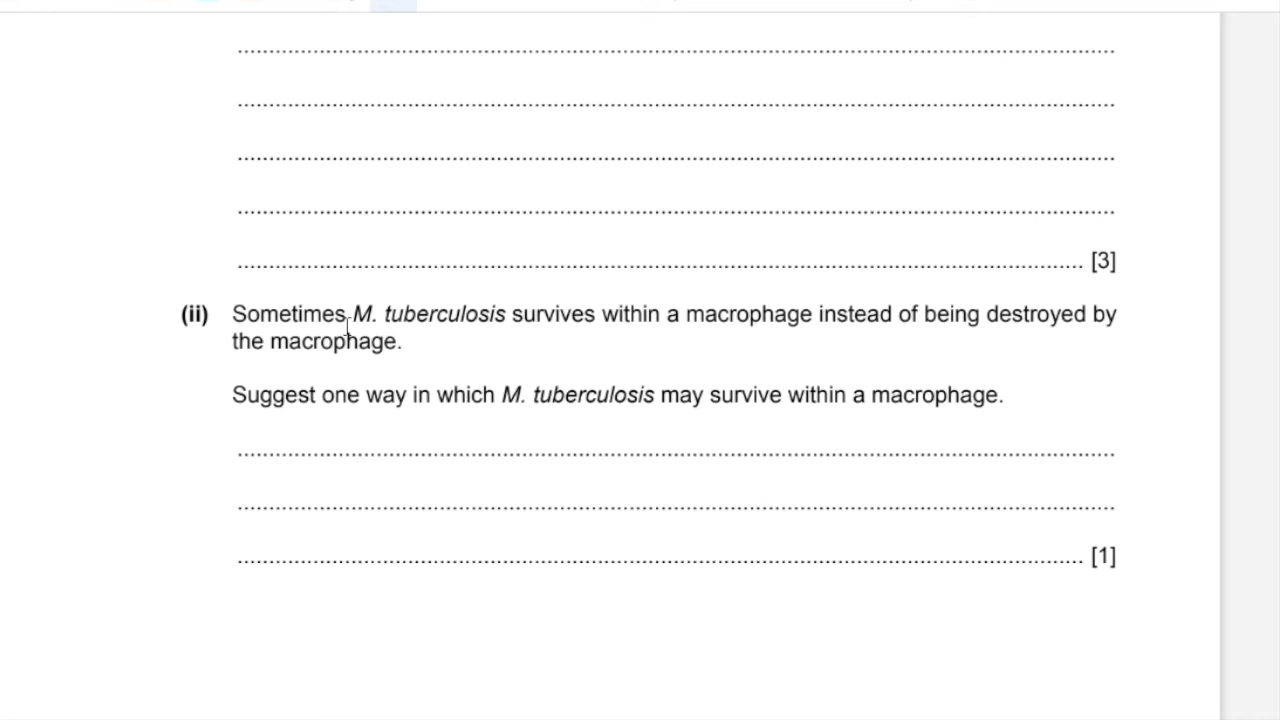 ........................................................................................................................................
........................................................................................................................................
........................................................................................................................................
........................................................................................................................................
................................................................................................................................... [3]
(ii) Sometimes M. tuberculosis survives within a macrophage instead of being destroyed by
the macrophage.
Suggest one way in which M. tuberculosis may survive within a macrophage.
........................................................................................................................................
........................................................................................................................................
................................................................................................................................... [1]